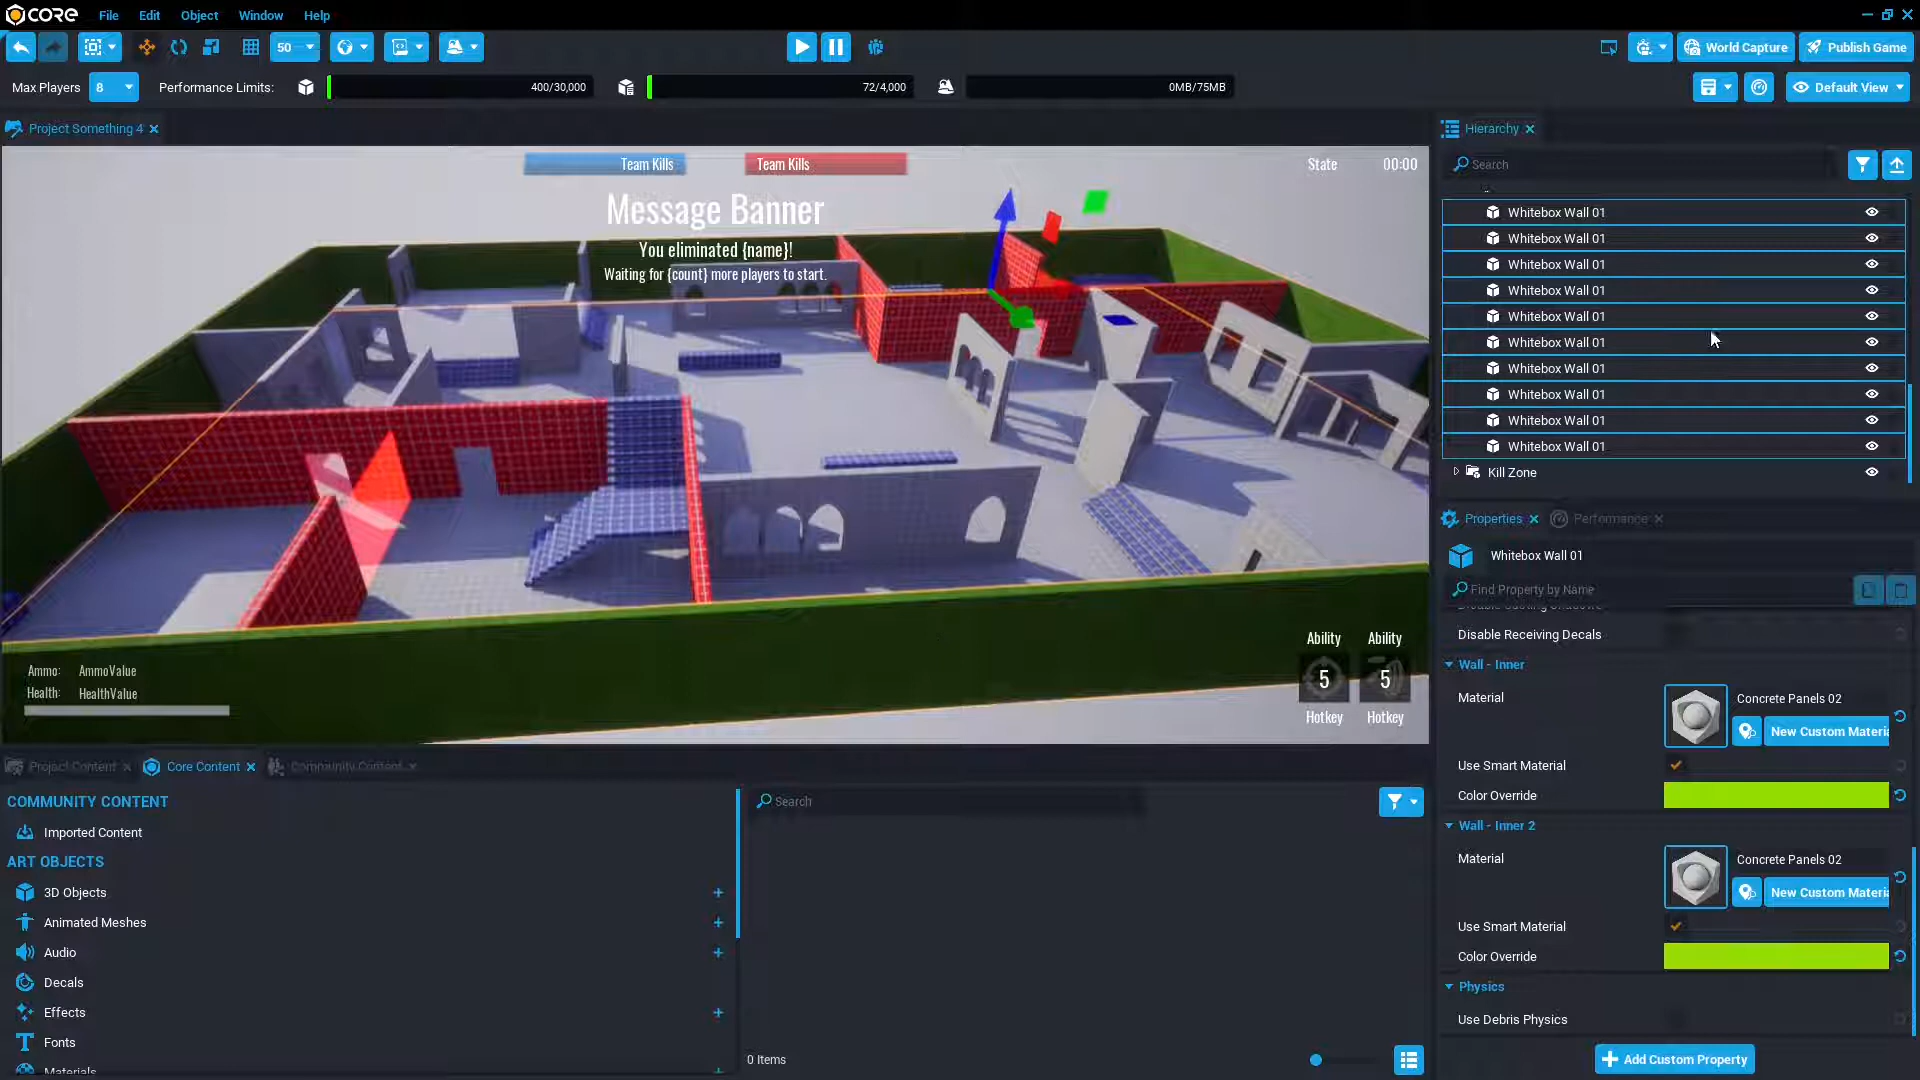 CORE
File Edit Object Window Help
50
World Capture
Publish Game
Max Players
8
Performance Limits:
400/30,000
72/4,000
0MB/75MB
Default View
Project Something 4
Team Kills
Team Kills
State 00:00
Message Banner
You eliminated {name}!
Waiting for {count} more players to start.
Ammo: AmmoValue
Health: HealthValue
Ability Ability
5 5
Hotkey Hotkey
Hierarchy
Search
Whitebox Wall 01
Whitebox Wall 01
Whitebox Wall 01
Whitebox Wall 01
Whitebox Wall 01
Whitebox Wall 01
Whitebox Wall 01
Whitebox Wall 01
Whitebox Wall 01
Whitebox Wall 01
Kill Zone
Properties
Performance
Whitebox Wall 01
Find Property by Name
Disable Receiving Decals
Wall - Inner
Material
Concrete Panels 02
New Custom Materia
Use Smart Material
Color Override
Wall - Inner 2
Material
Concrete Panels 02
New Custom Materia
Use Smart Material
Color Override
Physics
Use Debris Physics
Add Custom Property
Project Content
Core Content
Community Content
COMMUNITY CONTENT
Imported Content
ART OBJECTS
3D Objects
Animated Meshes
Audio
Decals
Effects
Fonts
Materials
Search
0 Items